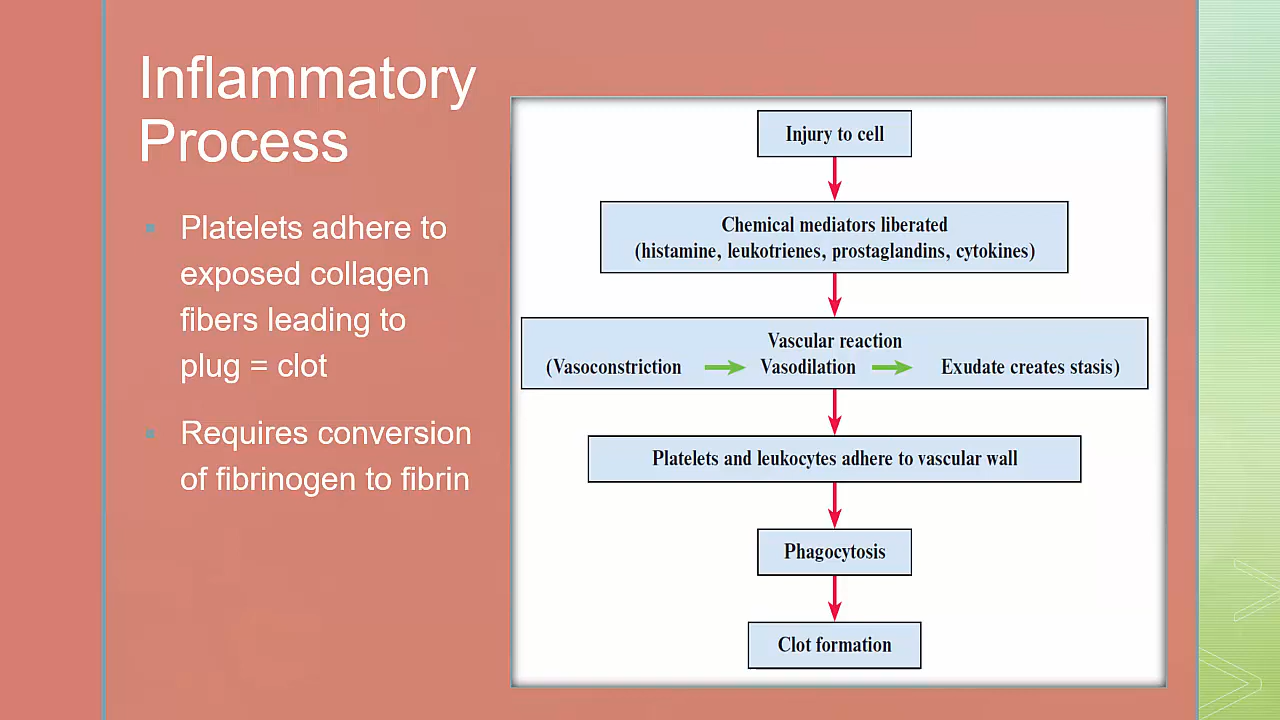 Inflammatory
Process
Platelets adhere to
exposed collagen
fibers leading to
plug = clot
Requires conversion
of fibrinogen to fibrin
Injury to cell
Chemical mediators liberated
(histamine, leukotrienes, prostaglandins, cytokines)
Vascular reaction
(Vasoconstriction Vasodilation Exudate creates stasis)
Platelets and leukocytes adhere to vascular wall
Phagocytosis
Clot formation